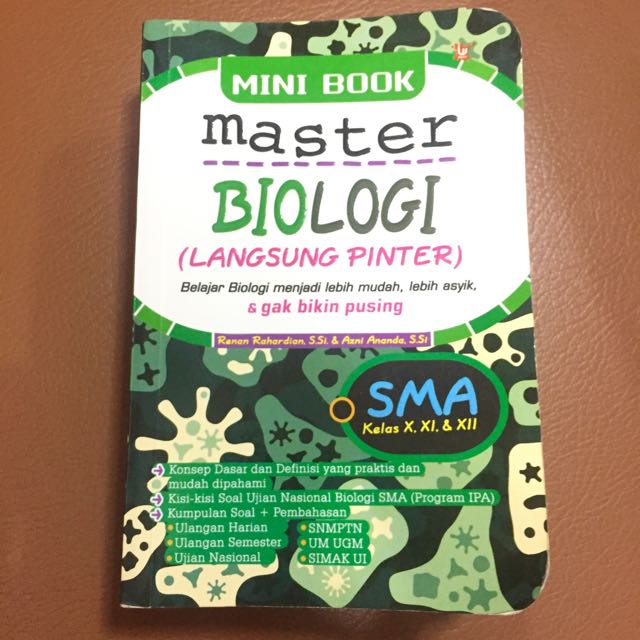 MINI BOOK
master
BIOLOGI
(LANGSUNG PINTER)
Belajar Biologi menjadi lebih mudah, lebih asyik,
& gak bikin pusing
Renan Rahardian, S.Si. & Azni Ananda, S.Si
SMA
Kelas X, XI, & XII
Konsep Dasar dan Definisi yang praktis dan
mudah dipahami
Kisi-kisi Soal Ujian Nasional Biologi SMA (Program IPA)
Kumpulan Soal + Pembahasan
• Ulangan Harian • SNMPTN
• Ulangan Semester • UM UGM
• Ujian Nasional • SIMAK UI